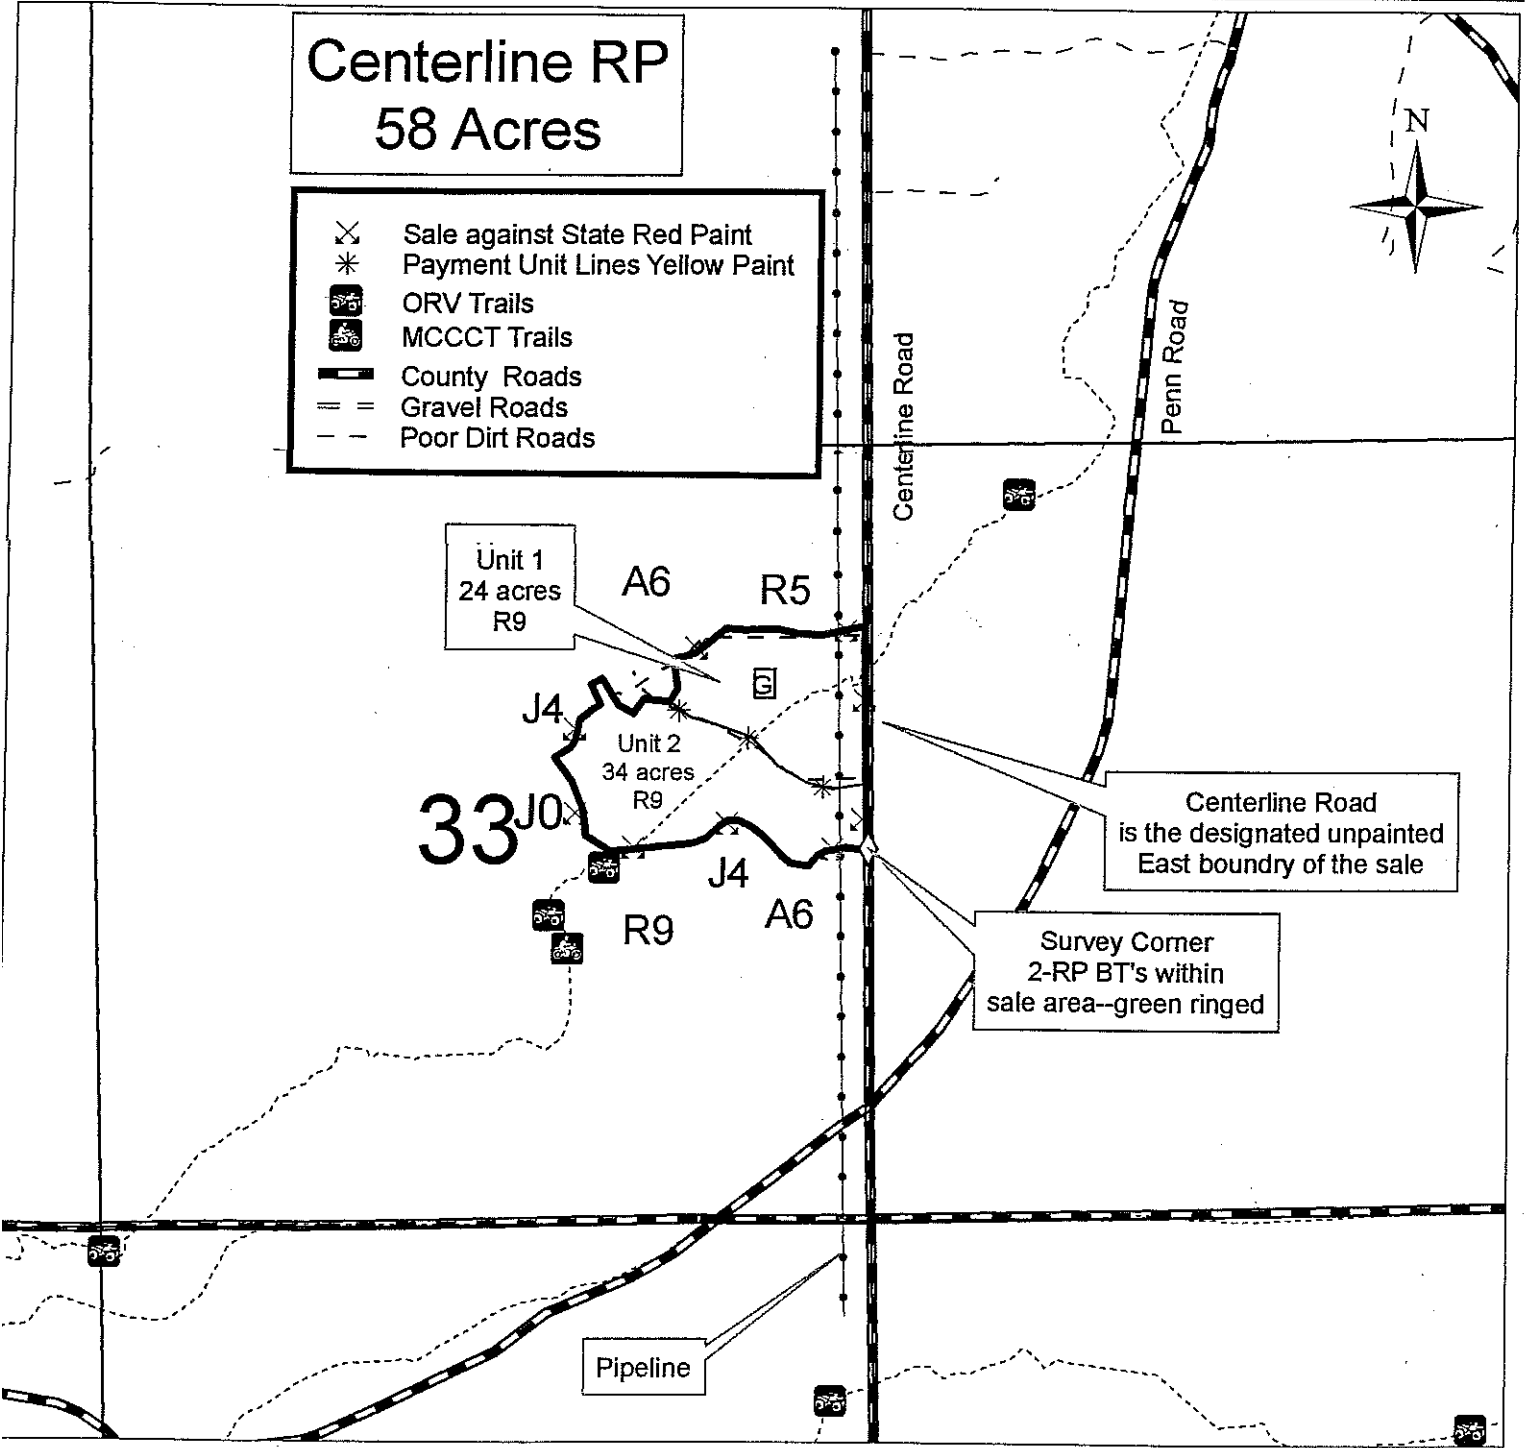 Centerline RP
58 Acres
N
Sale against State Red Paint
Payment Unit Lines Yellow Paint
ORV Trails
MCCCT Trails
County Roads
Gravel Roads
Poor Dirt Roads
Centerline Road
Penn Road
Unit 1
24 acres
R9
A6
R5
G
J4
Unit 2
34 acres
R9
33
J0
J4
R9
A6
Centerline Road
is the designated unpainted
East boundry of the sale
Survey Corner
2-RP BT's within
sale area--green ringed
Pipeline